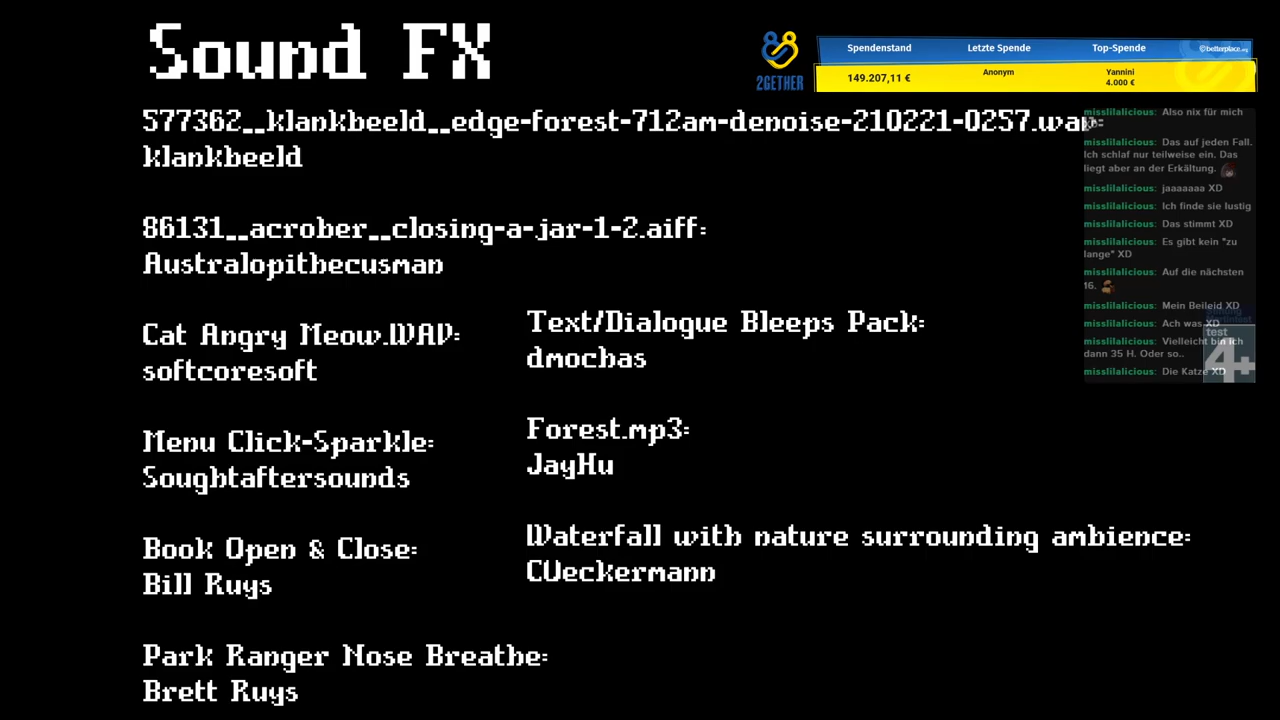 Sound FX
577362__klankbeeld__edge-forest-712am-denoise-210221-0257.wav:
klankbeeld
86131__acrober__closing-a-jar-1-2.aiff:
Australopithecusman
Cat Angry Meow.WAV:
softcoresoft
Menu Click-Sparkle:
Soughtaftersounds
Book Open & Close:
Bill Ruys
Park Ranger Nose Breathe:
Brett Ruys
Text/Dialogue Bleeps Pack:
dmochas
Forest.mp3:
JayHu
Waterfall with nature surrounding ambience:
CVeckermann
2GETHER
Spendenstand
Letzte Spende
Top-Spende
betterplace.org
149.207,11 €
Anonym
Yannini
4.000 €
misslilalicious: Also nix für mich
misslilalicious: Das auf jeden Fall.
Ich schlaf nur teilweise ein. Das
liegt aber an der Erkältung.
misslilalicious: jaaaaaaa XD
misslilalicious: Ich finde sie lustig
misslilalicious: Das stimmt XD
misslilalicious: Es gibt kein "zu
lange" XD
misslilalicious: Auf die nächsten
16.
misslilalicious: Mein Beileid XD
misslilalicious: Ach was XD
misslilalicious: Vielleicht bin ich
dann 35 H. Oder so..
misslilalicious: Die Katze XD
test
4+